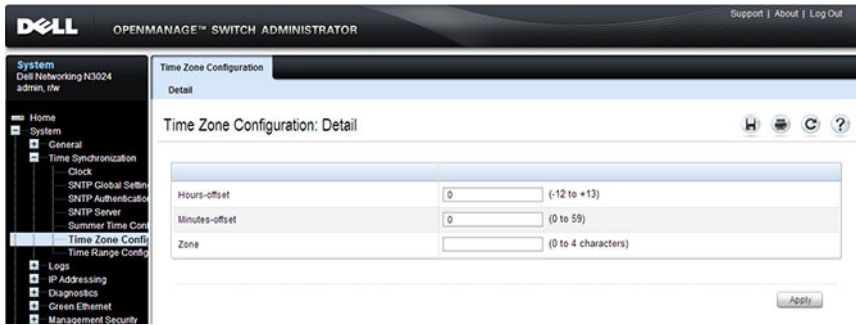 Support | About | Log Out
DELL OPENMANAGE™ SWITCH ADMINISTRATOR
System
Dell Networking N3024
admin, r/w
Home
System
General
Time Synchronization
Clock
SNTP Global Settin
SNTP Authentication
SNTP Server
Summer Time Conf
Time Zone Config
Time Range Config
Logs
IP Addressing
Diagnostics
Green Ethernet
Management Security
Time Zone Configuration
Detail
Time Zone Configuration: Detail
Hours-offset 0 (-12 to +13)
Minutes-offset 0 (0 to 59)
Zone (0 to 4 characters)
Apply